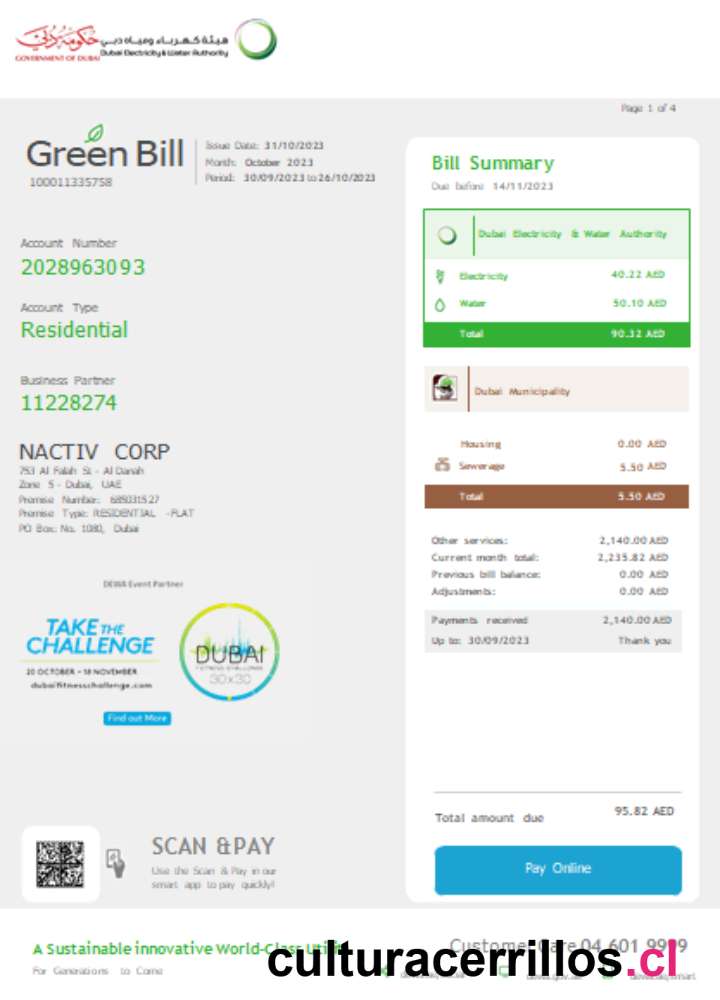 حكومة دبي
GOVERNMENT OF DUBAI
هيئة كهرباء ومياه دبي
Dubai Electricity & Water Authority
Page 1 of 4
Green Bill
100011335758
Issue Date: 31/10/2023
Month: October 2023
Period: 30/09/2023 to 26/10/2023
Account Number
2028963093
Account Type
Residential
Business Partner
11228274
NACTIV CORP
753 Al Falah St - Al Danah
Zone 5 - Dubai, UAE
Premise Number: 685031527
Premise Type: RESIDENTIAL -FLAT
PO Box: No. 1080, Dubai
DEWA Event Partner
TAKE THE
CHALLENGE
20 OCTOBER - 18 NOVEMBER
dubaifitnesschallenge.com
DUBAI
FITNESS CHALLENGE
30x30
Find out More
SCAN &PAY
Use the Scan & Pay in our
smart app to pay quickly!
Bill Summary
Due before 14/11/2023
Dubai Electricity & Water Authority
Electricity 40.22 AED
Water 50.10 AED
Total 90.32 AED
Dubai Municipality
Housing 0.00 AED
Sewerage 5.50 AED
Total 5.50 AED
Other services: 2,140.00 AED
Current month total: 2,235.82 AED
Previous bill balance: 0.00 AED
Adjustments: 0.00 AED
Payments received 2,140.00 AED
Up to: 30/09/2023 Thank you
Total amount due 95.82 AED
Pay Online
A Sustainable innovative World-Class Utility
For Generations to Come
Customer Care 04 601 9999
culturacerrillos.cl